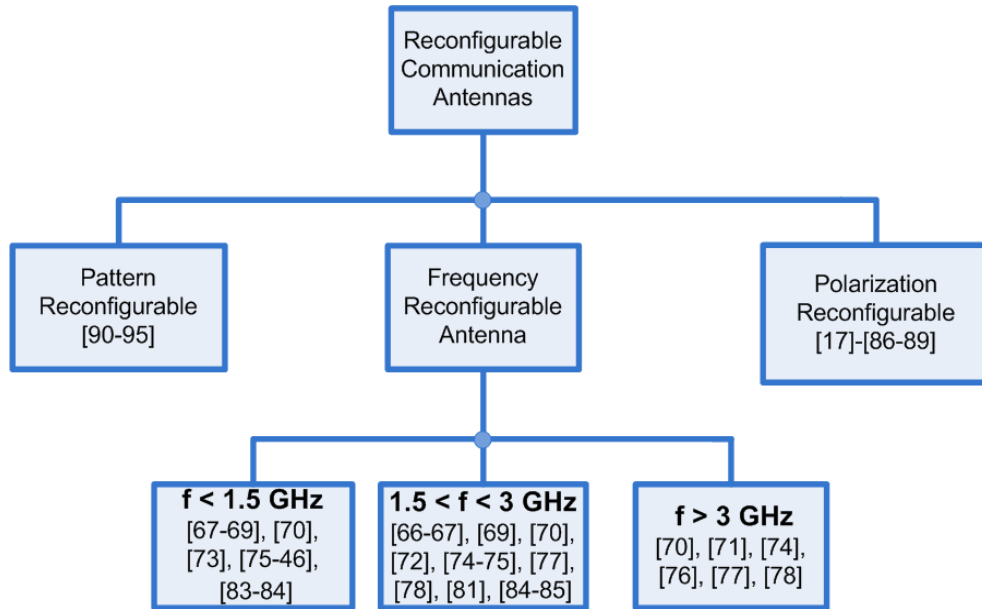 Reconfigurable
Communication
Antennas
Pattern
Reconfigurable
[90-95]
Frequency
Reconfigurable
Antenna
Polarization
Reconfigurable
[17]-[86-89]
f < 1.5 GHz
[67-69], [70],
[73], [75-46],
[83-84]
1.5 < f < 3 GHz
[66-67], [69], [70],
[72], [74-75], [77],
[78], [81], [84-85]
f > 3 GHz
[70], [71], [74],
[76], [77], [78]